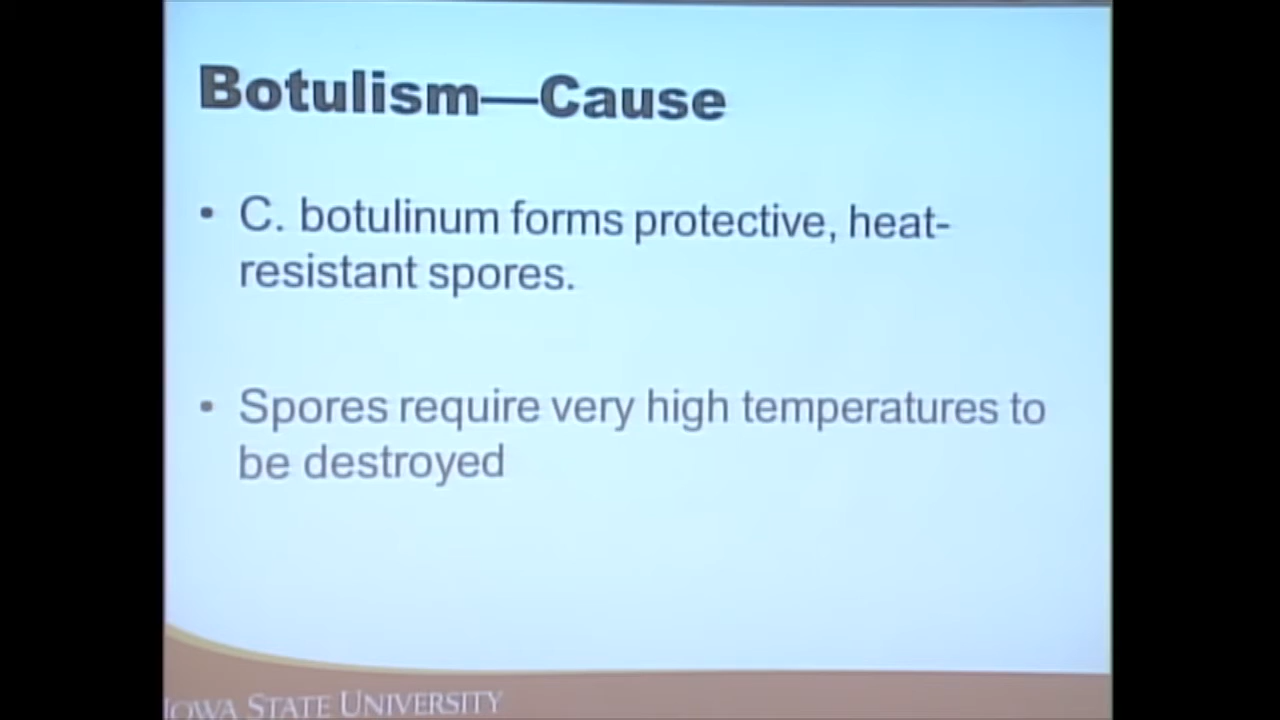 Botulism—Cause
• C. botulinum forms protective, heat-
resistant spores.
• Spores require very high temperatures to
be destroyed
IOWA STATE UNIVERSITY